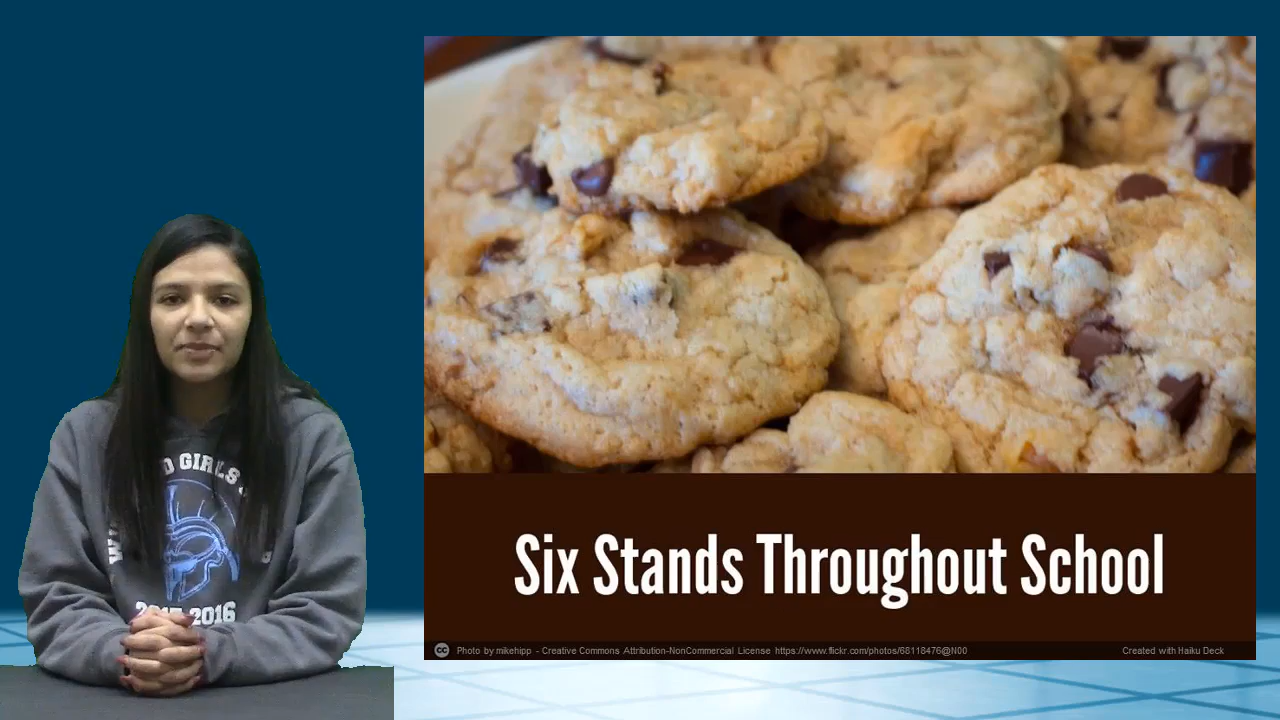 O GIRLS
2016
Six Stands Throughout School
Photo by mikehipp - Creative Commons Attribution-NonCommercial License https://www.flickr.com/photos/68118476@N00
Created with Haiku Deck